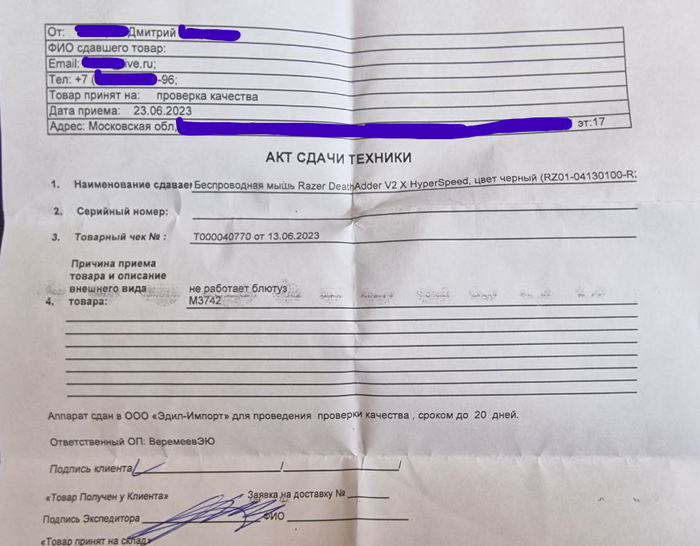 От: Дмитрий
ФИО сдавшего товар:
Email: ive.ru;
Тел: +7 ( -96;
Товар принят на: проверка качества
Дата приема: 23.06.2023
Адрес: Московская обл, эт:17
АКТ СДАЧИ ТЕХНИКИ
1. Наименование сдавае Беспроводная мышь Razer DeathAdder V2 X HyperSpeed, цвет черный (RZ01-04130100-R
2. Серийный номер:
3. Товарный чек № : Т000040770 от 13.06.2023
Причина приема
товара и описание
внешнего вида не работает блютуз
4. товара: М3742
Аппарат сдан в ООО «Эдил-Импорт» для проведения проверки качества , сроком до 20 дней.
Ответственный ОП: ВеремеевЭЮ
Подпись клиента / /
«Товар Получен у Клиента» Заявка на доставку №
Подпись Экспедитора ФИО
«Товар принят на склад»